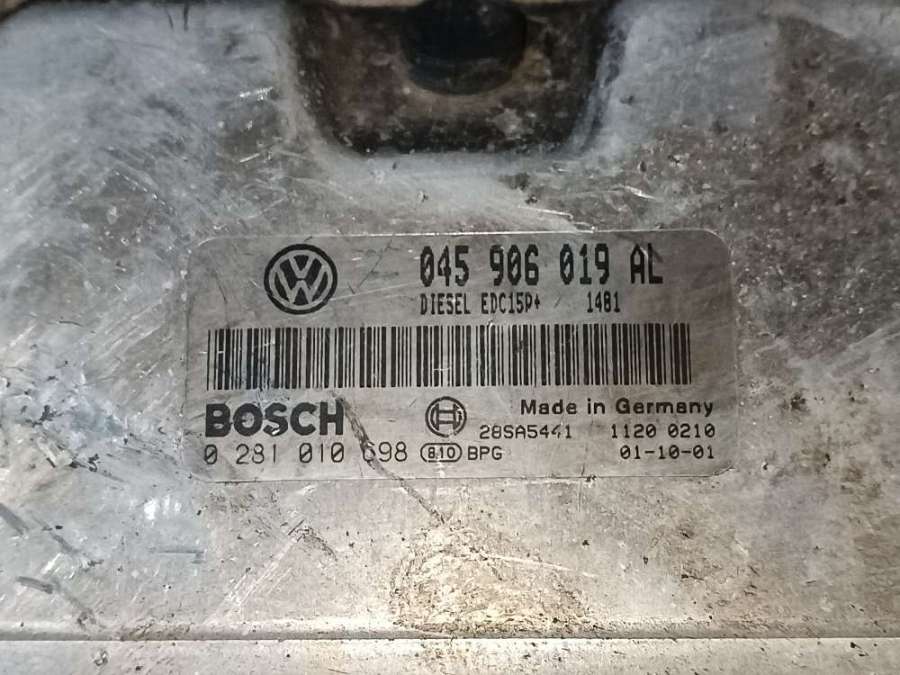 045 906 019 AL
DIESEL EDC15P+ 1481
BOSCH
Made in Germany
28SA5441 1120 0210
0 281 010 698 810 BPG 01-10-01